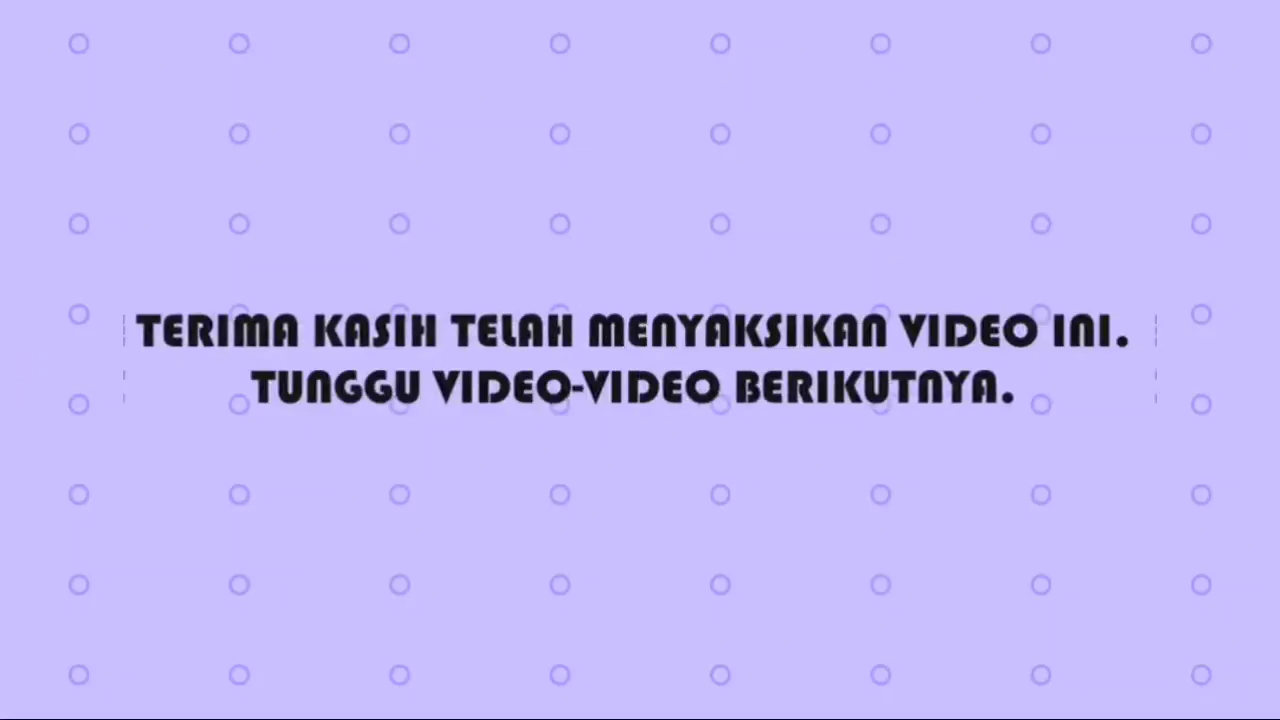 TERIMA KASIH TELAH MENYAKSIKAN VIDEO INI.
TUNGGU VIDEO-VIDEO BERIKUTNYA.